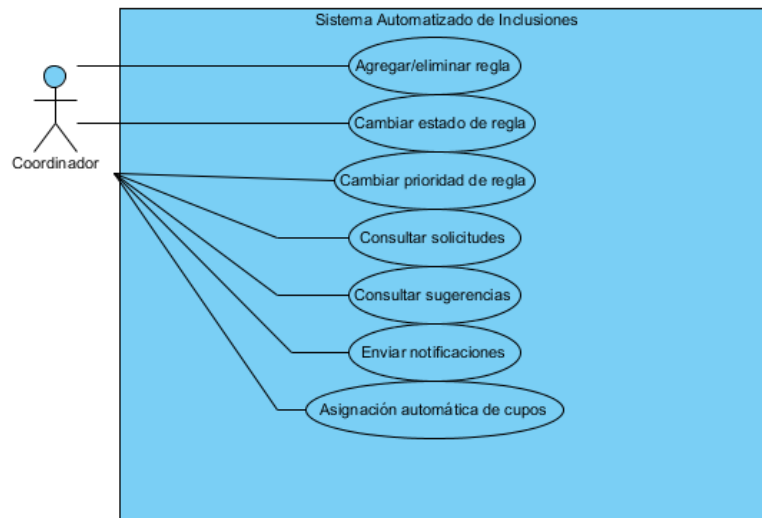 Sistema Automatizado de Inclusiones
Agregar/eliminar regla
Cambiar estado de regla
Coordinador
Cambiar prioridad de regla
Consultar solicitudes
Consultar sugerencias
Enviar notificaciones
Asignación automática de cupos